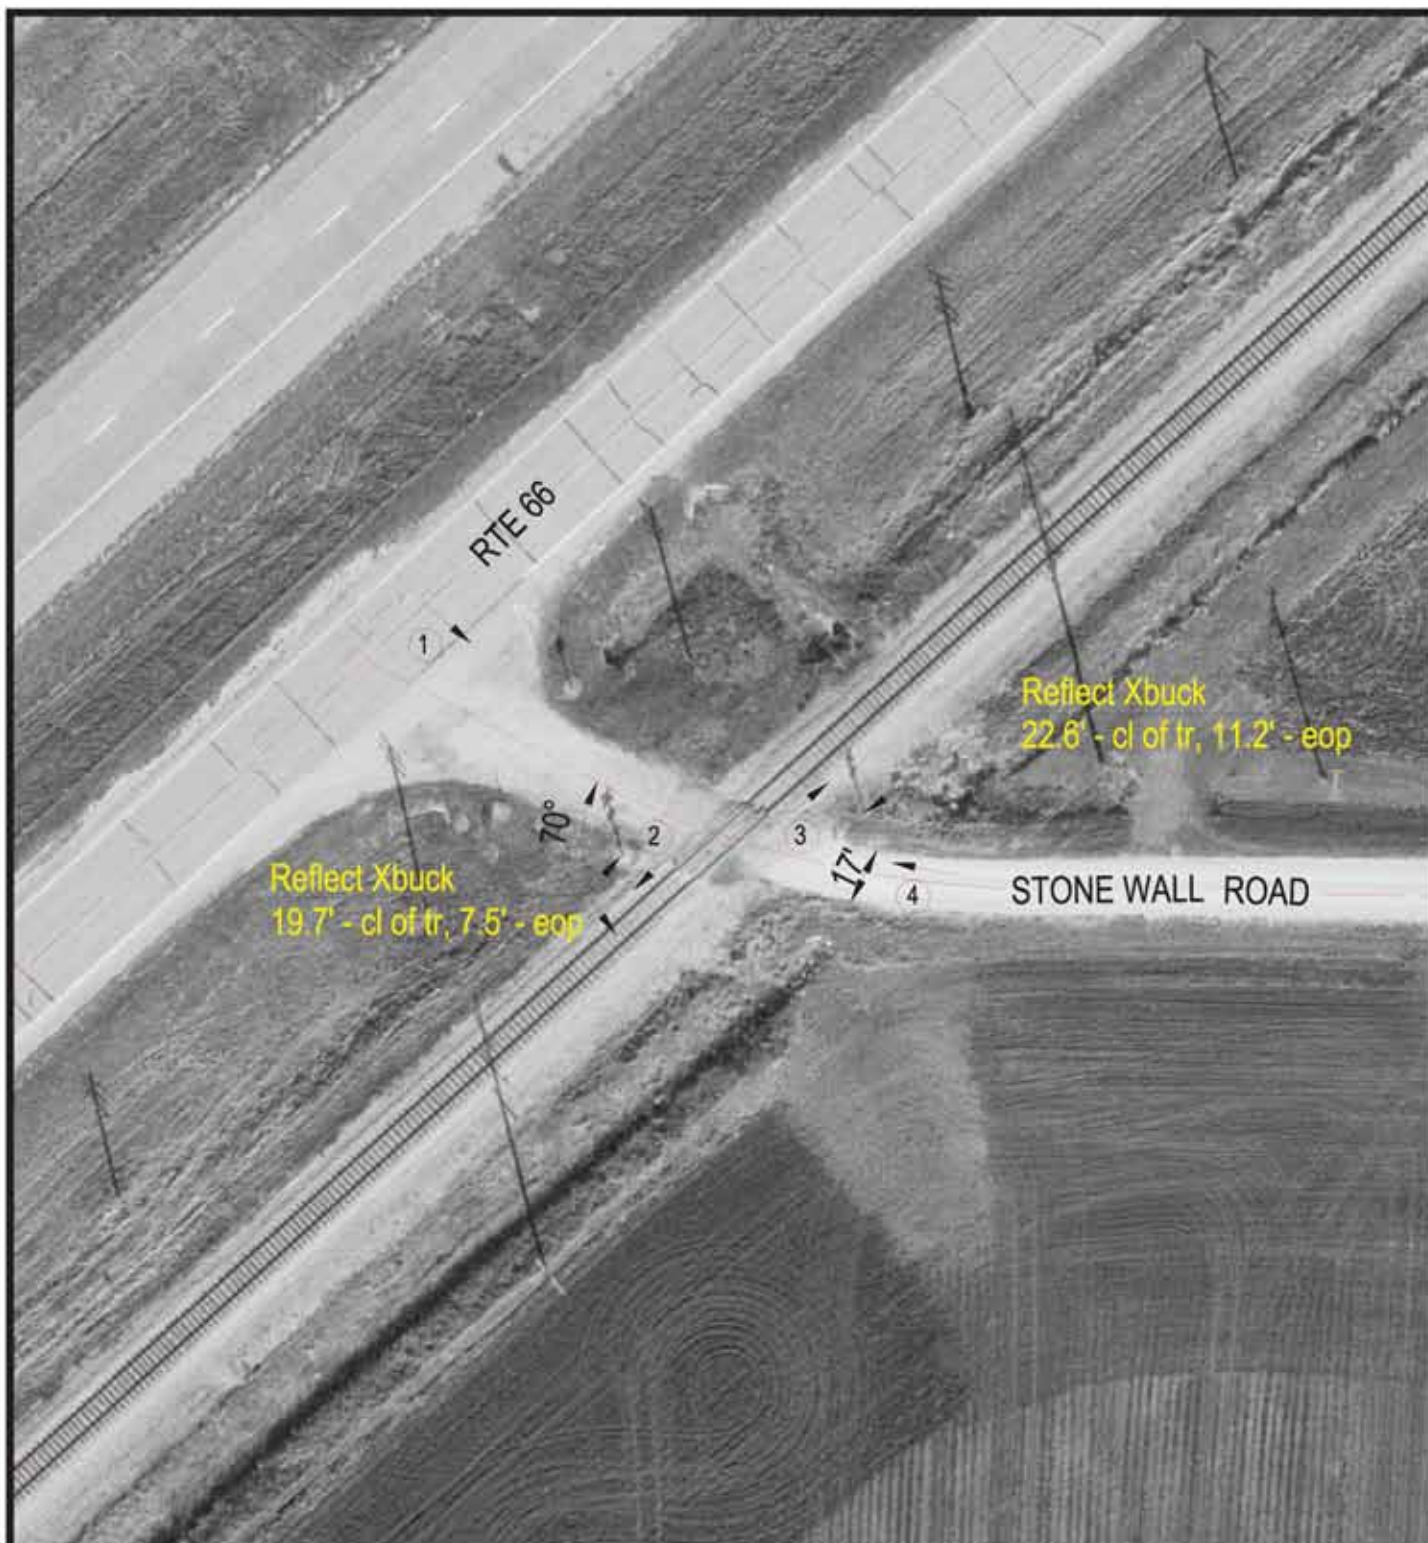 RTE 66
1
Reflect Xbuck
22.6' - cl of tr, 11.2' - eop
70°
2
3
17'
4
STONE WALL ROAD
Reflect Xbuck
19.7' - cl of tr, 7.5' - eop